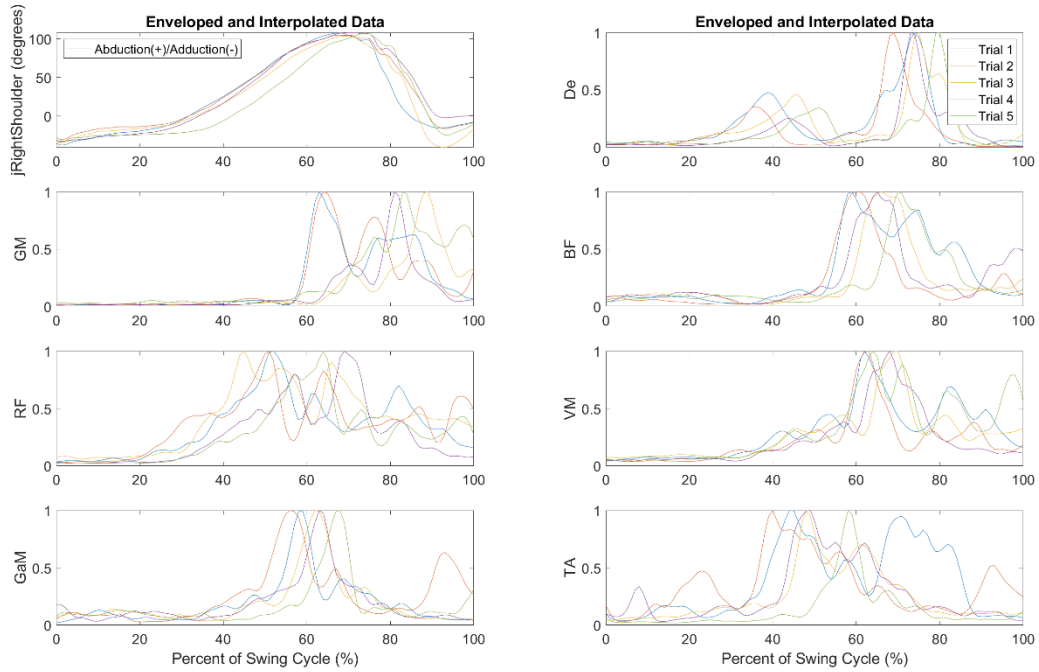 Enveloped and Interpolated Data
jRightShoulder (degrees)
100
50
0
Abduction(+)/Adduction(-)
0 20 40 60 80 100
Enveloped and Interpolated Data
De
1
0.5
0
Trial 1
Trial 2
Trial 3
Trial 4
Trial 5
0 20 40 60 80 100
GM
1
0.5
0
0 20 40 60 80 100
BF
1
0.5
0
0 20 40 60 80 100
RF
1
0.5
0
0 20 40 60 80 100
VM
1
0.5
0
0 20 40 60 80 100
GaM
1
0.5
0
0 20 40 60 80 100
Percent of Swing Cycle (%)
TA
1
0.5
0
0 20 40 60 80 100
Percent of Swing Cycle (%)